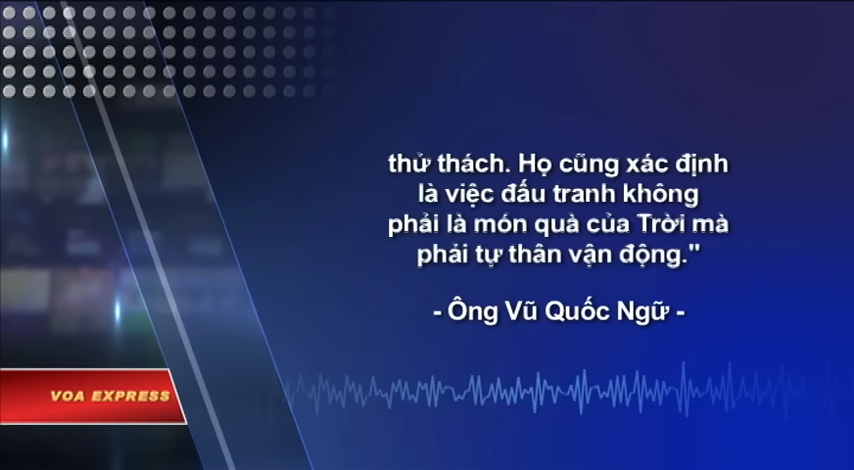 thử thách. Họ cũng xác định
là việc đấu tranh không
phải là món quà của Trời mà
phải tự thân vận động."
- Ông Vũ Quốc Ngữ -
VOA EXPRESS